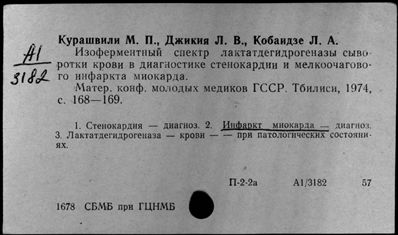 А1
3182
Курашвили М. П., Джикия Л. В., Кобандзе Л. А.
Изоферментный спектр лактатдегидрогеназы сыво-
ротки крови в диагностике стенокардии и мелкоочагово-
го инфаркта миокарда.
Матер. конф. молодых медиков ГССР. Тбилиси, 1974,
с. 168—169.
1. Стенокардия — диагноз. 2. Инфаркт миокарда — диагноз.
3. Лактатдегидрогеназа — крови — — при патологических состояни-
ях.
П-2-2а А1/3182 57
1678 СБМБ при ГЦНМБ